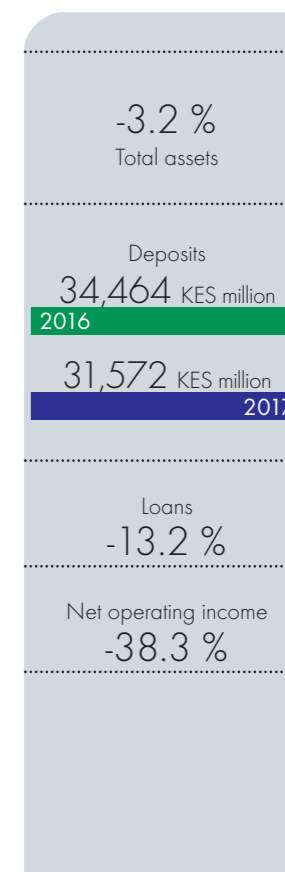 -3.2 %
Total assets
Deposits
34,464 KES million
2016
31,572 KES million
2017
Loans
-13.2 %
Net operating income
-38.3 %